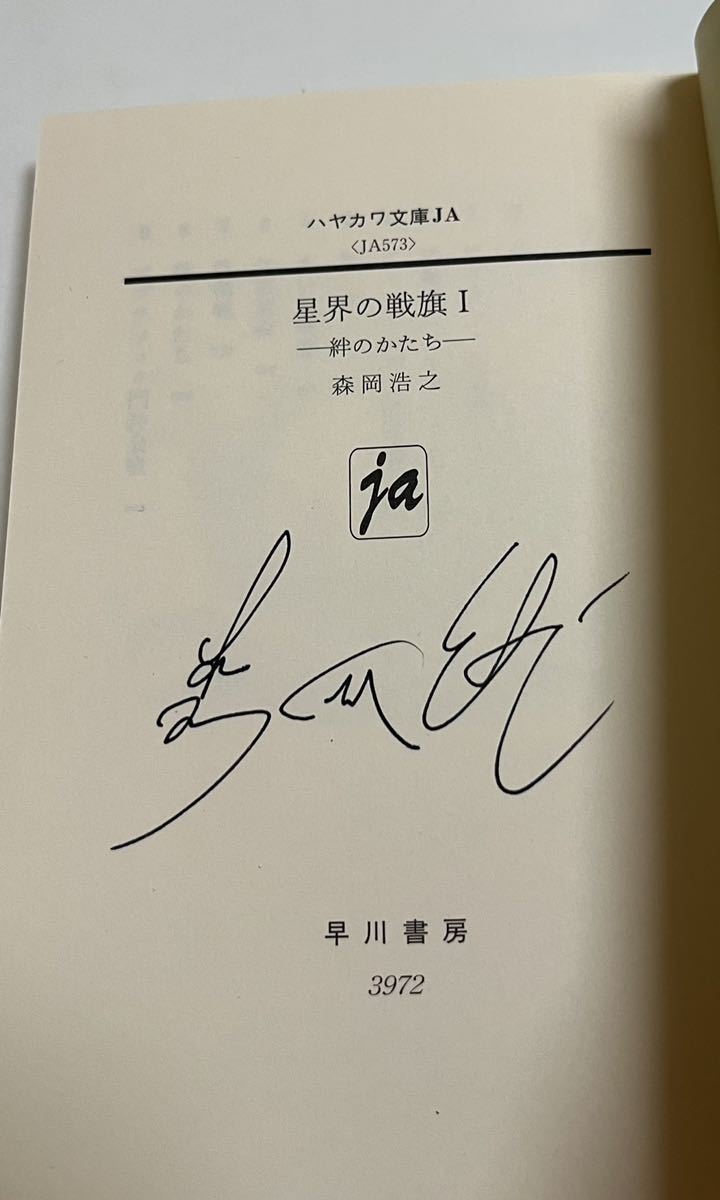 ハヤカワ文庫JA
〈JA573〉
星界の戦旗Ⅰ
―絆のかたち―
森岡浩之
ja
早川書房
3972